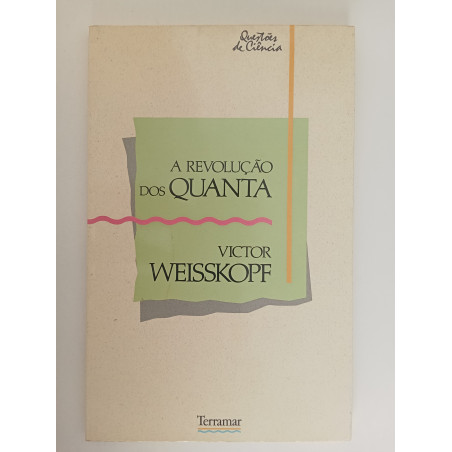 Questões
de Ciência
A REVOLUÇÃO
DOS QUANTA
VICTOR
WEISSKOPF
Terramar